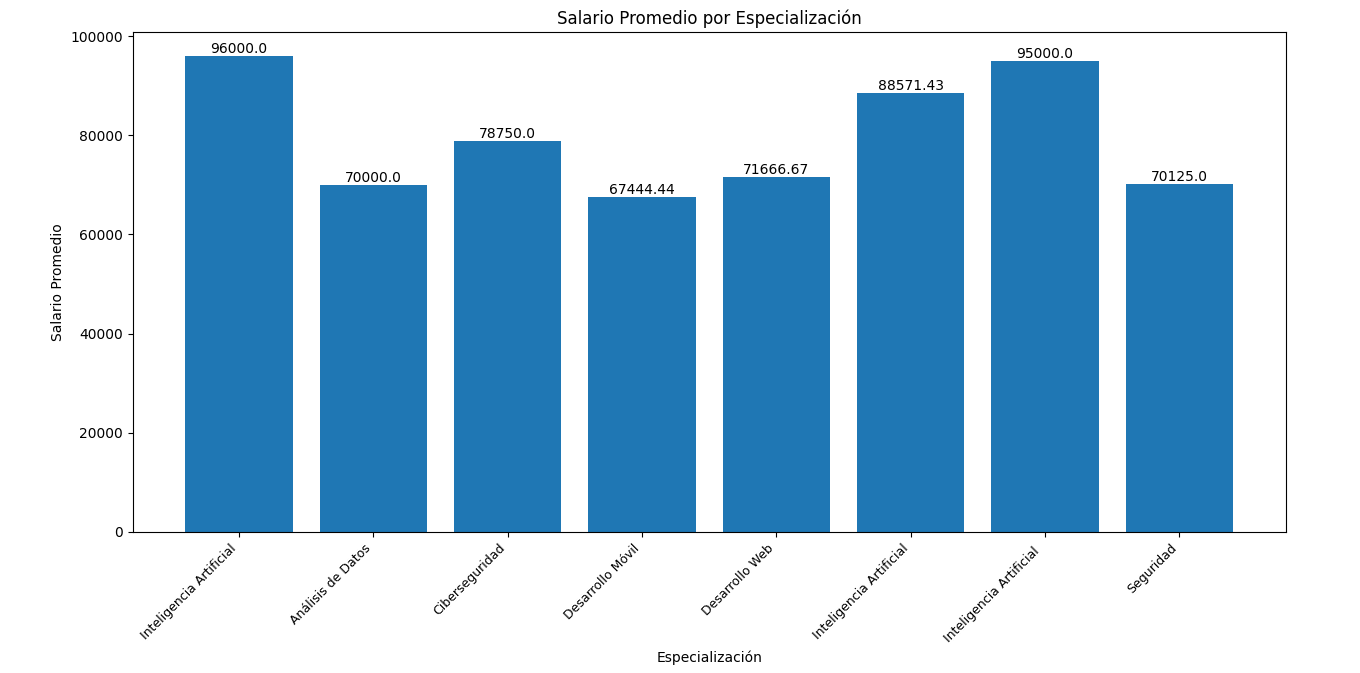 Salario Promedio por Especialización
100000
80000
60000
40000
20000
0
Salario Promedio
96000.0
70000.0
78750.0
67444.44
71666.67
88571.43
95000.0
70125.0
Inteligencia Artificial
Análisis de Datos
Ciberseguridad
Desarrollo Móvil
Desarrollo Web
Inteligencia Artificial
Inteligencia Artificial
Seguridad
Especialización